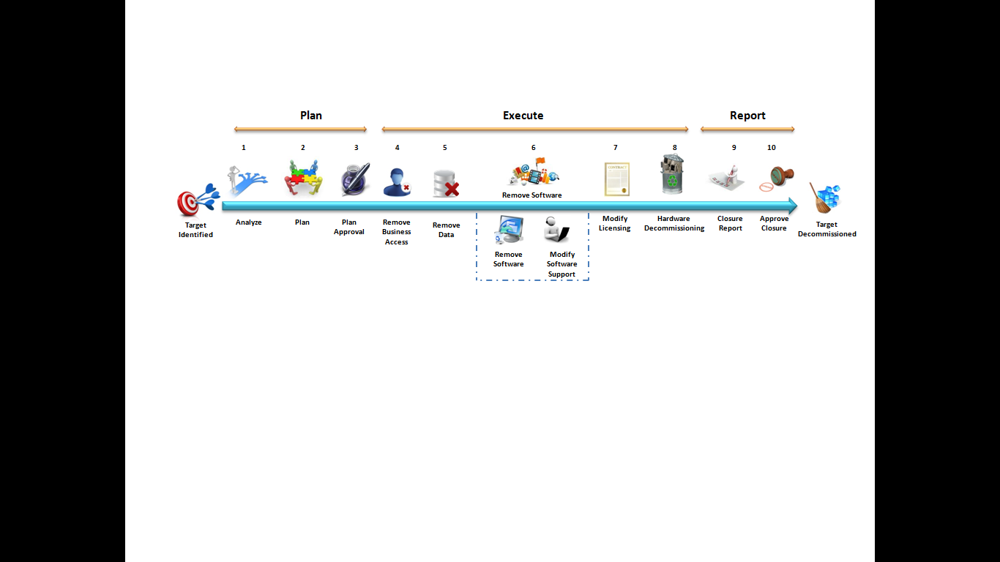 Plan
Execute
Report
1
2
3
4
5
6
7
8
9
10
CONTRACT
Remove Software
Target
Identified
Analyze
Plan
Plan
Approval
Remove
Business
Access
Remove
Data
Remove
Software
Modify
Software
Support
Modify
Licensing
Hardware
Decommissioning
Closure
Report
Approve
Closure
Target
Decommissioned